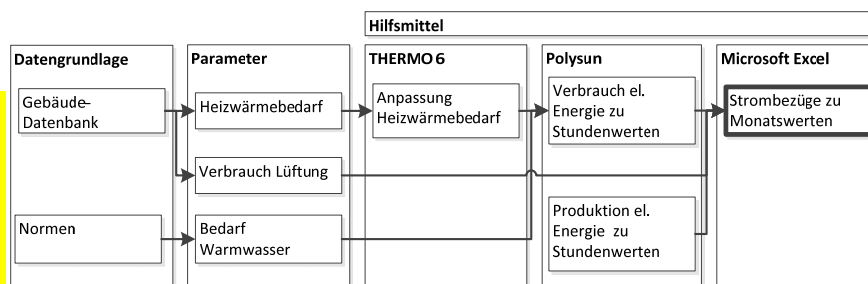 Hilfsmittel
Datengrundlage
Parameter
THERMO 6
Polysun
Microsoft Excel
Gebäude-
Datenbank
Heizwärmebedarf
Anpassung
Heizwärmebedarf
Verbrauch el.
Energie zu
Stundenwerten
Strombezüge zu
Monatswerten
Verbrauch Lüftung
Normen
Bedarf
Warmwasser
Produktion el.
Energie zu
Stundenwerten